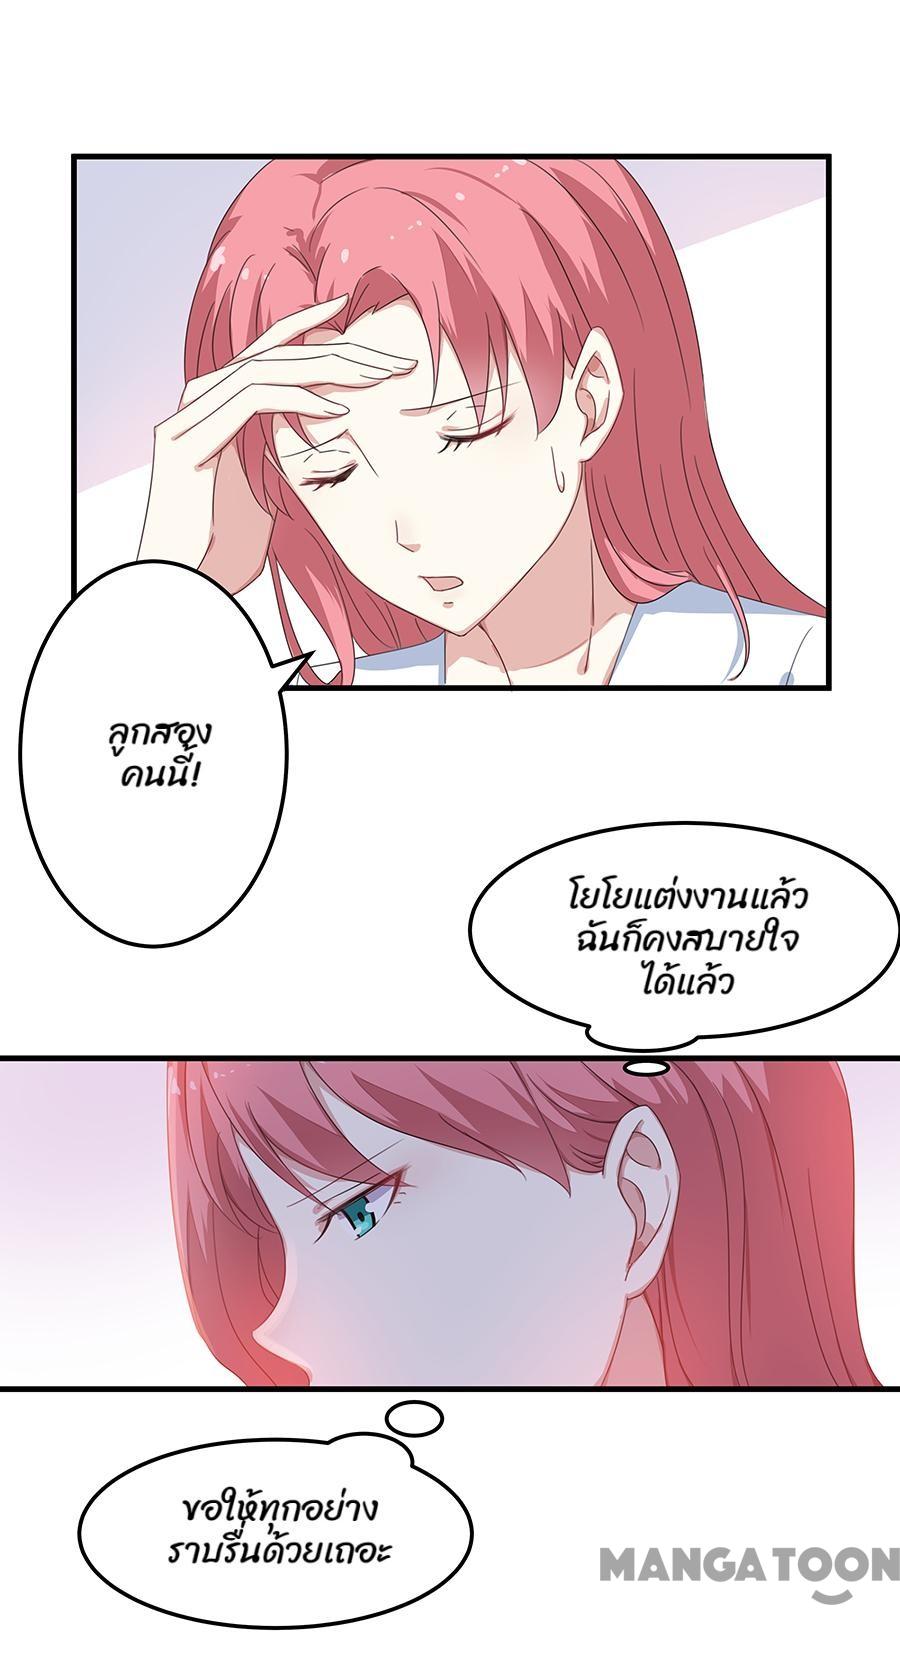 ลูกสอง
คนนี้!
โยโยแต่งงานแล้ว
ฉันก็คงสบายใจ
ได้แล้ว
ขอให้ทุกอย่าง
ราบรื่นด้วยเถอะ
MANGATOON